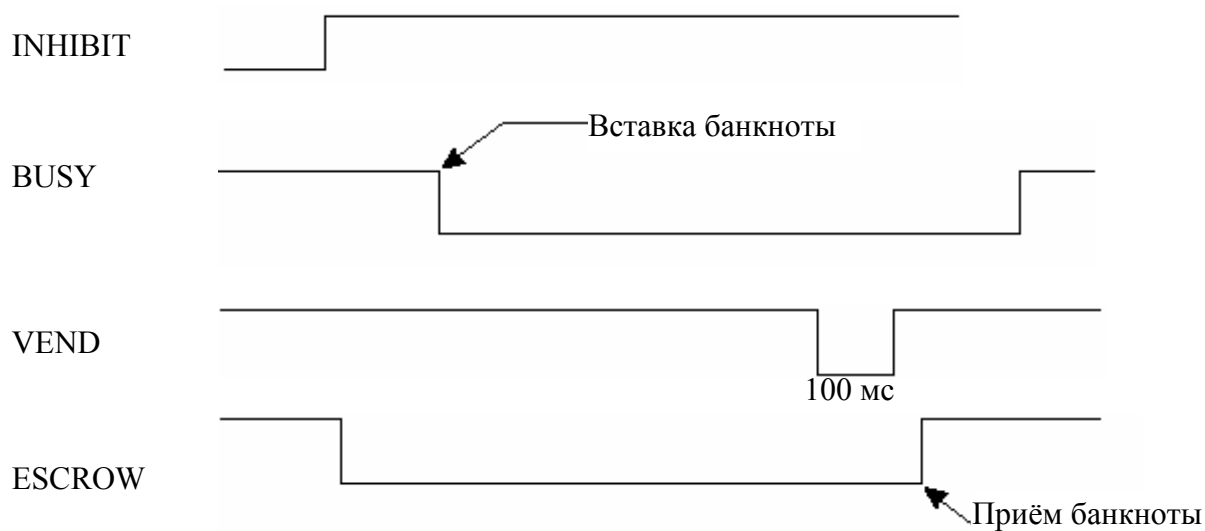 INHIBIT
Вставка банкноты
BUSY
VEND
100 мс
ESCROW
Приём банкноты